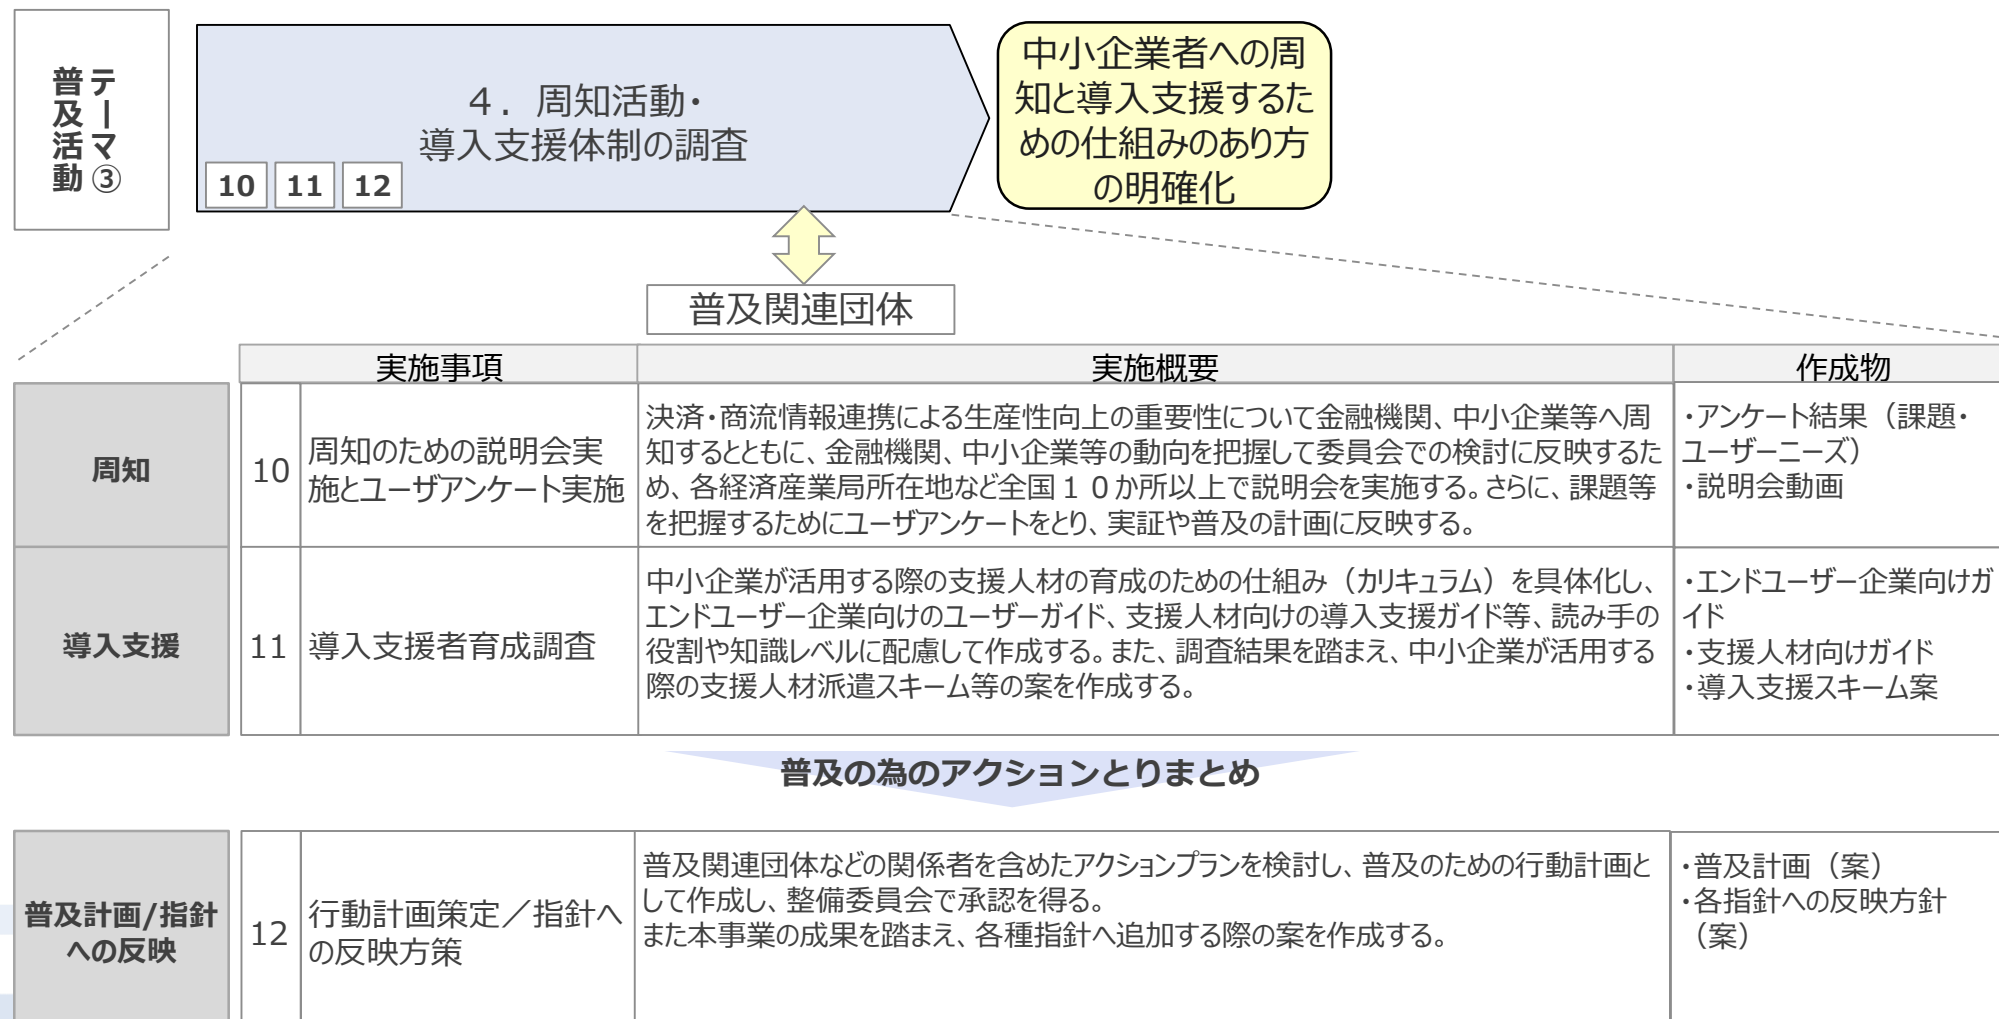 テーマ③
普及活動
４．周知活動・
導入支援体制の調査
10 11 12
中小企業者への周
知と導入支援するた
めの仕組みのあり方
の明確化
普及関連団体
実施事項 実施概要 作成物
周知
10
周知のための説明会実
施とユーザアンケート実施
決済・商流情報連携による生産性向上の重要性について金融機関、中小企業等へ周
知するとともに、金融機関、中小企業等の動向を把握して委員会での検討に反映するた
め、各経済産業局所在地など全国１０か所以上で説明会を実施する。さらに、課題等
を把握するためにユーザアンケートをとり、実証や普及の計画に反映する。
・アンケート結果（課題・
ユーザーニーズ）
・説明会動画
導入支援
11
導入支援者育成調査
中小企業が活用する際の支援人材の育成のための仕組み（カリキュラム）を具体化し、
エンドユーザー企業向けのユーザーガイド、支援人材向けの導入支援ガイド等、読み手の
役割や知識レベルに配慮して作成する。また、調査結果を踏まえ、中小企業が活用する
際の支援人材派遣スキーム等の案を作成する。
・エンドユーザー企業向けガ
イド
・支援人材向けガイド
・導入支援スキーム案
普及の為のアクションとりまとめ
普及計画/指針
への反映
12
行動計画策定／指針へ
の反映方策
普及関連団体などの関係者を含めたアクションプランを検討し、普及のための行動計画と
して作成し、整備委員会で承認を得る。
また本事業の成果を踏まえ、各種指針へ追加する際の案を作成する。
・普及計画（案）
・各指針への反映方針
（案）